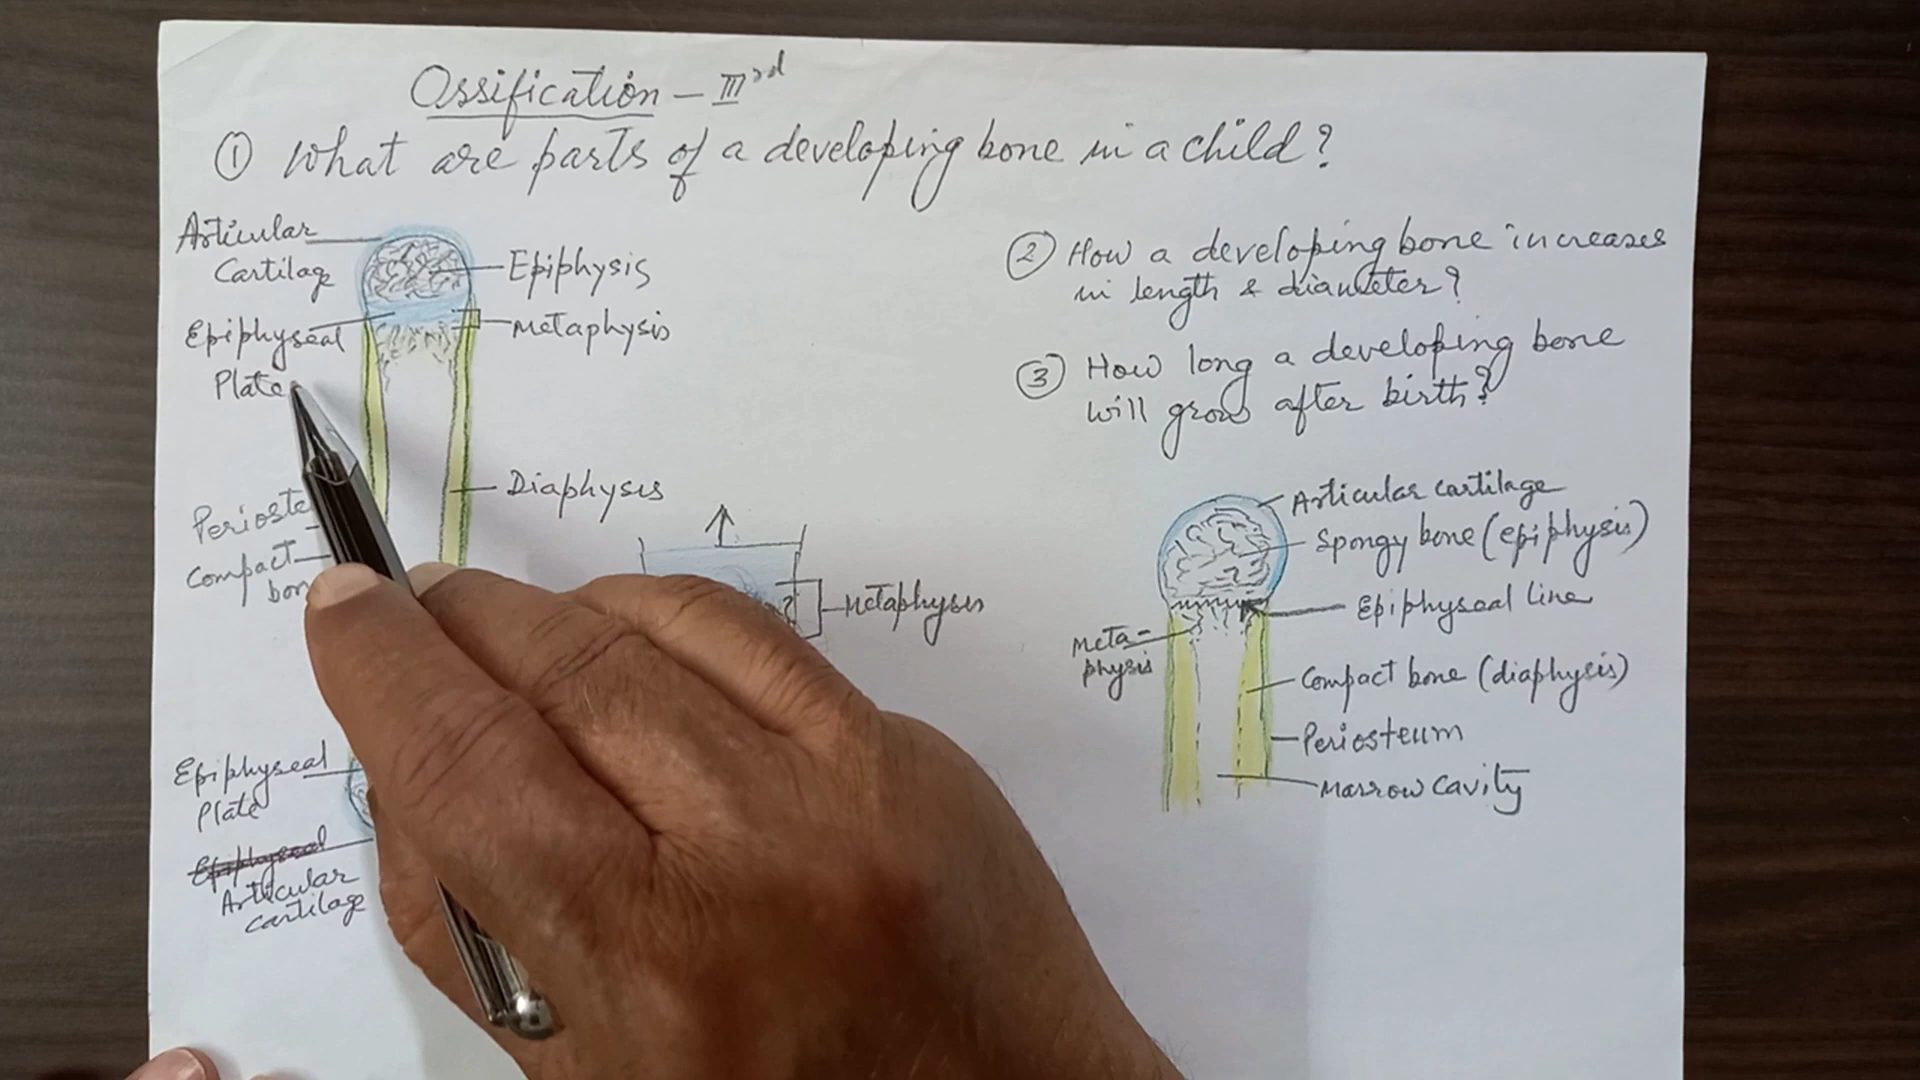 Ossification - IIIrd
① What are parts of a developing bone in a child?
Articular
Cartilage
Epiphysis
Epiphyseal
Plate
Metaphysis
Diaphysis
Compact
Metaphysis
Epiphyseal
Plate
Articular
cartilage
② How a developing bone increases
in length & diameter?
③ How long a developing bone
will grow after birth?
Articular cartilage
Spongy bone (epiphysis)
Epiphyseal line
Meta-
physis
Compact bone (diaphysis)
Periosteum
Marrow cavity